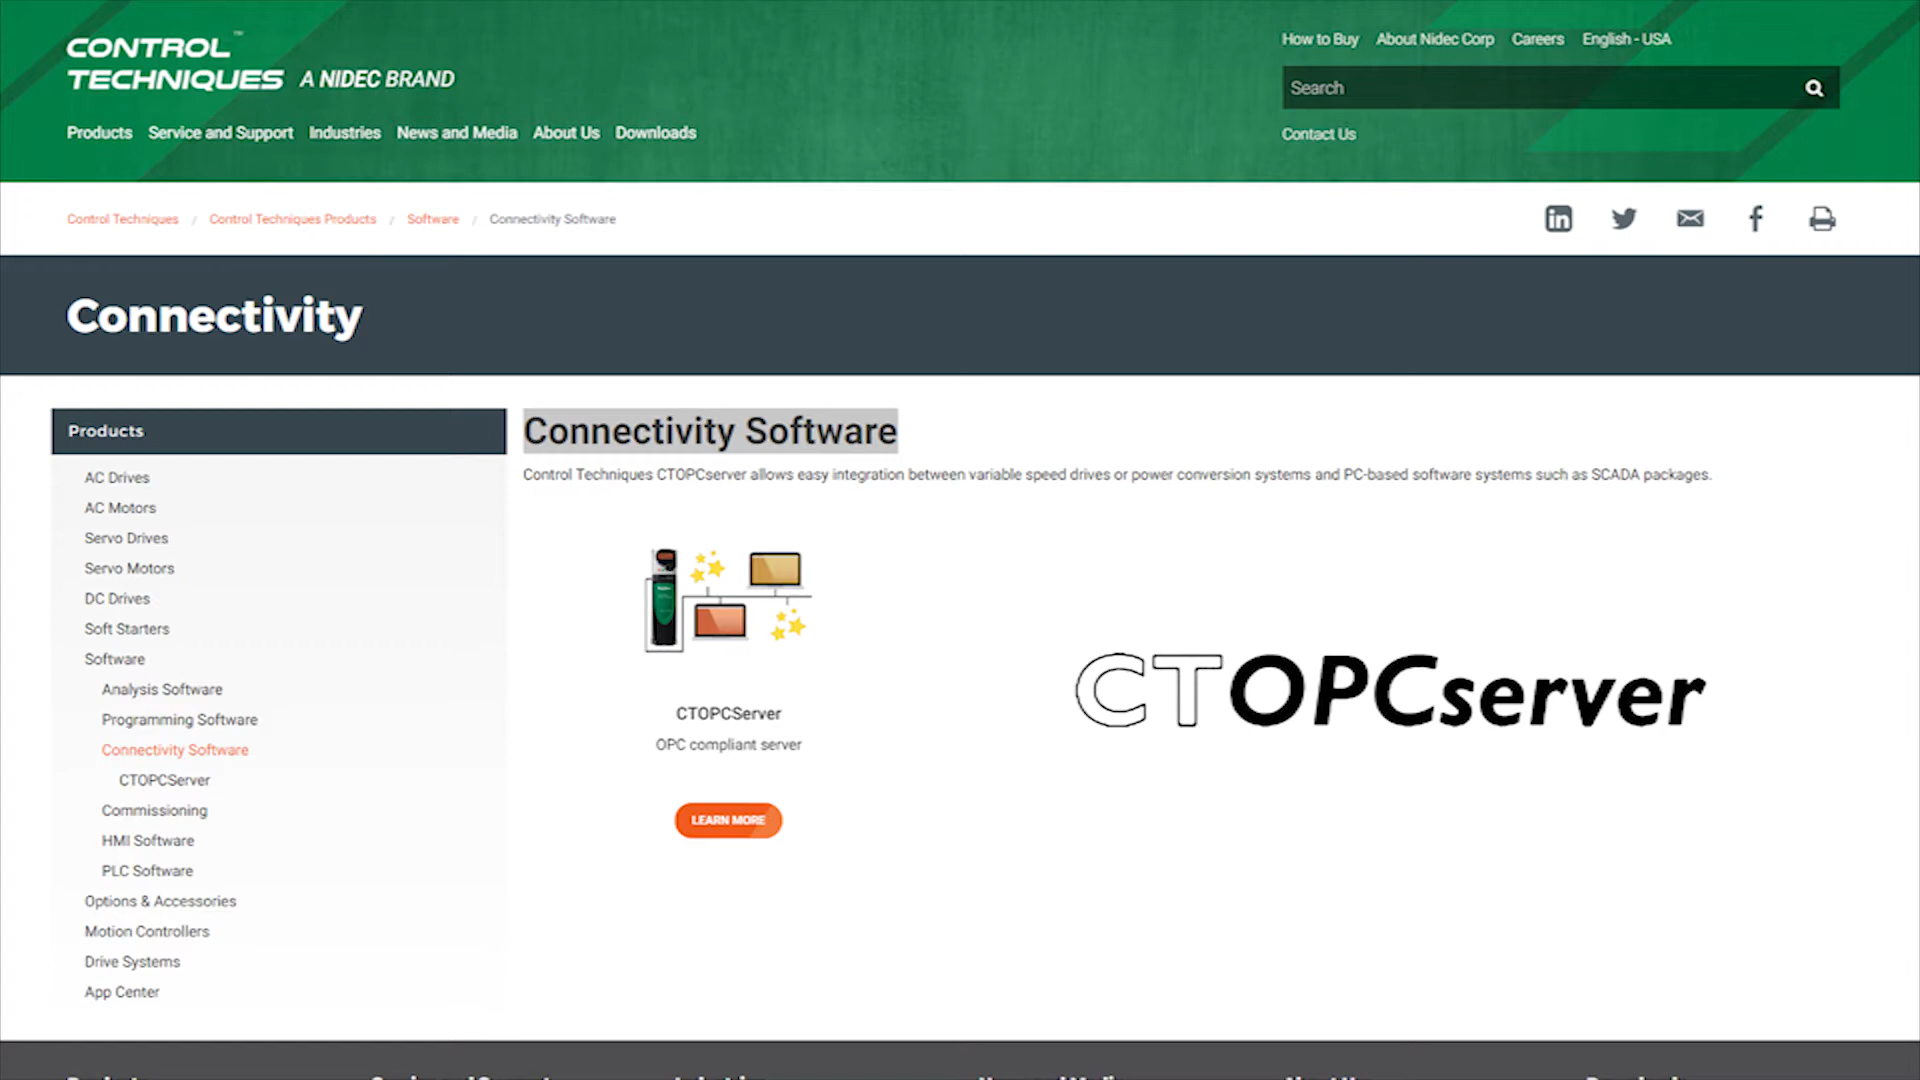 CONTROL™
TECHNIQUES A NIDEC BRAND
How to Buy About Nidec Corp Careers English - USA
Search
Products Service and Support Industries News and Media About Us Downloads
Contact Us
Control Techniques / Control Techniques Products / Software / Connectivity Software
Connectivity
Products
AC Drives
AC Motors
Servo Drives
Servo Motors
DC Drives
Soft Starters
Software
Analysis Software
Programming Software
Connectivity Software
CTOPCServer
Commissioning
HMI Software
PLC Software
Options & Accessories
Motion Controllers
Drive Systems
App Center
Connectivity Software
Control Techniques CTOPCserver allows easy integration between variable speed drives or power conversion systems and PC-based software systems such as SCADA packages.
CTOPCServer
OPC compliant server
LEARN MORE
CTOPCserver